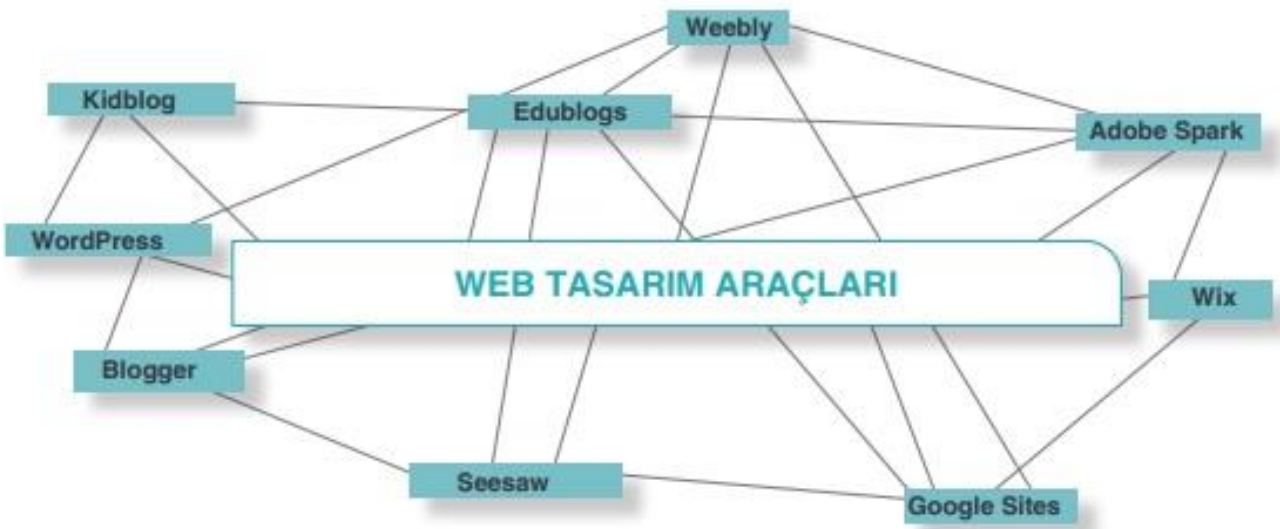 Weebly
Kidblog
Edublogs
Adobe Spark
WordPress
WEB TASARIM ARAÇLARI
Wix
Blogger
Seesaw
Google Sites